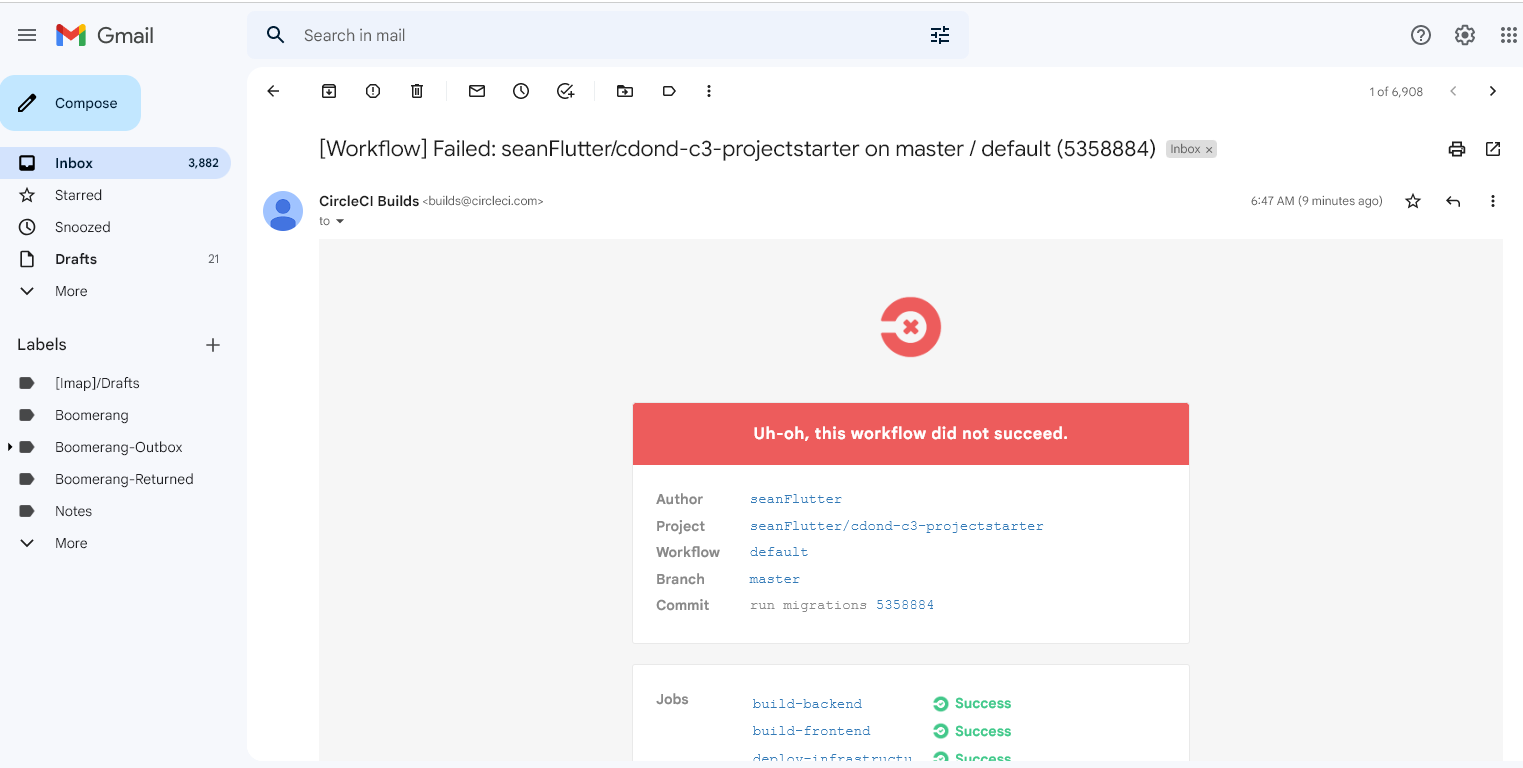 Gmail
Search in mail
Compose
Inbox 3,882
Starred
Snoozed
Drafts 21
More
Labels
[Imap]/Drafts
Boomerang
Boomerang-Outbox
Boomerang-Returned
Notes
More
1 of 6,908
[Workflow] Failed: seanFlutter/cdond-c3-projectstarter on master / default (5358884) Inbox ×
CircleCI Builds <builds@circleci.com> 6:47 AM (9 minutes ago)
to
Uh-oh, this workflow did not succeed.
Author seanFlutter
Project seanFlutter/cdond-c3-projectstarter
Workflow default
Branch master
Commit run migrations 5358884
Jobs build-backend Success
build-frontend Success
deploy-infrastructu Success